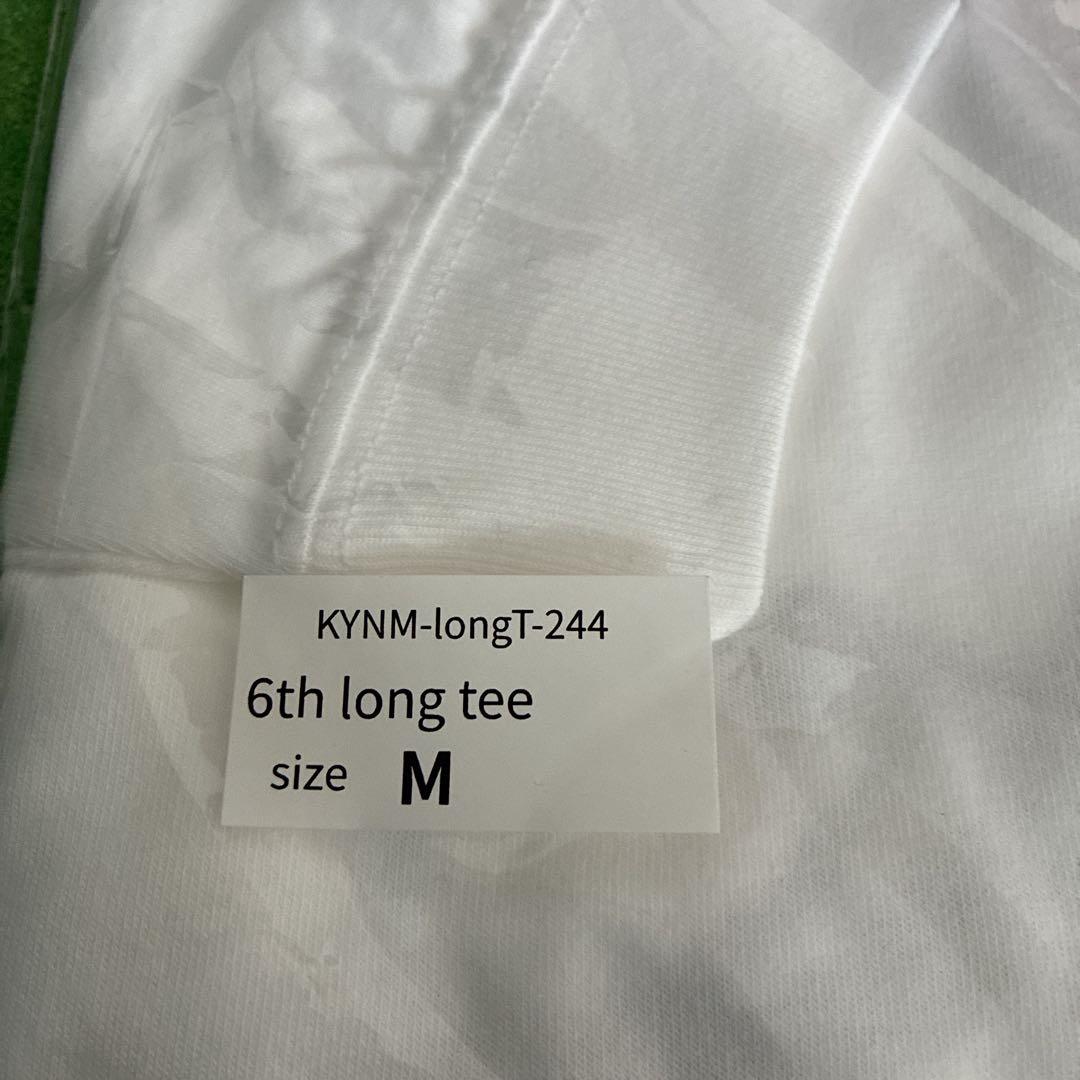 KYNM-longT-244
6th long tee
size M